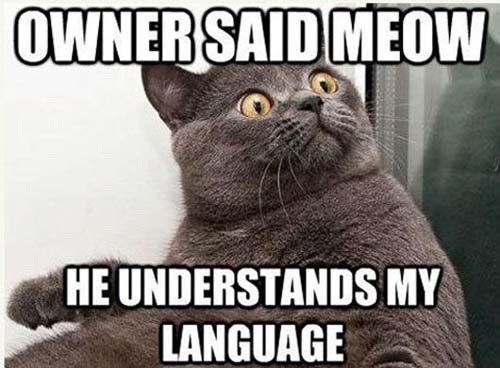 OWNER SAID MEOW
HE UNDERSTANDS MY
LANGUAGE